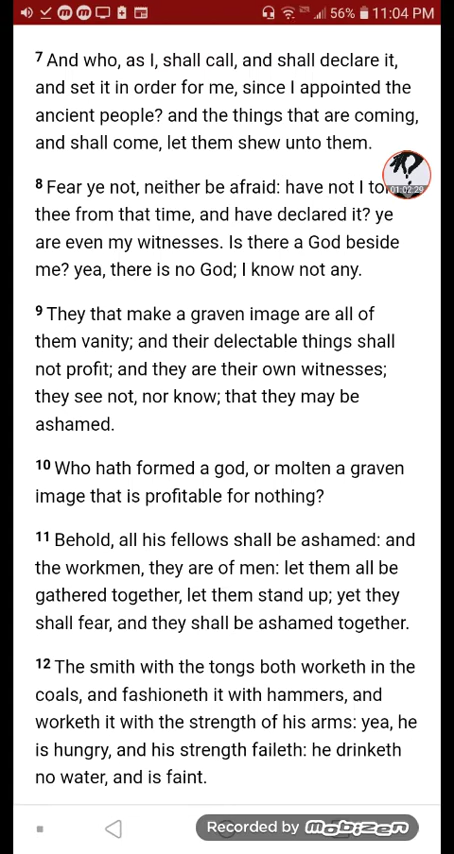 56% 11:04 PM
7 And who, as I, shall call, and shall declare it,
and set it in order for me, since I appointed the
ancient people? and the things that are coming,
and shall come, let them shew unto them.
8 Fear ye not, neither be afraid: have not I
01:02:29
thee from that time, and have declared it? ye
are even my witnesses. Is there a God beside
me? yea, there is no God; I know not any.
9 They that make a graven image are all of
them vanity; and their delectable things shall
not profit; and they are their own witnesses;
they see not, nor know; that they may be
ashamed.
10 Who hath formed a god, or molten a graven
image that is profitable for nothing?
11 Behold, all his fellows shall be ashamed: and
the workmen, they are of men: let them all be
gathered together, let them stand up; yet they
shall fear, and they shall be ashamed together.
12 The smith with the tongs both worketh in the
coals, and fashioneth it with hammers, and
worketh it with the strength of his arms: yea, he
is hungry, and his strength faileth: he drinketh
no water, and is faint.
Recorded by mobizen